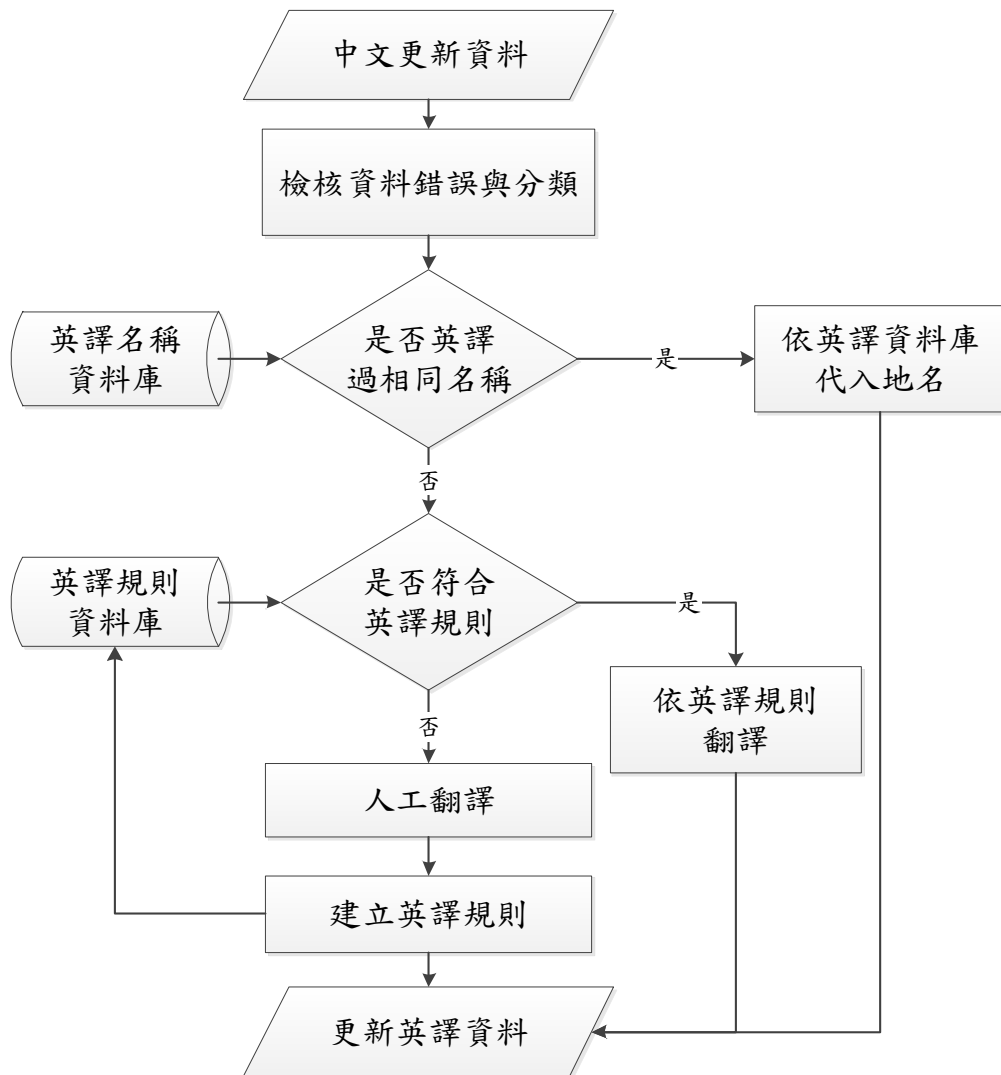 中文更新資料
檢核資料錯誤與分類
英譯名稱
資料庫
是否英譯
過相同名稱
是
依英譯資料庫
代入地名
否
英譯規則
資料庫
是否符合
英譯規則
是
依英譯規則
翻譯
否
人工翻譯
建立英譯規則
更新英譯資料